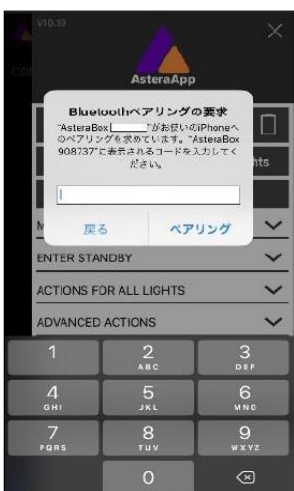 V10.19
×
AsteraApp
Bluetoothペアリングの要求
"AsteraBox "がお使いのiPhoneへ
のペアリングを求めています。"AsteraBox
908737"に表示されるコードを入力してく
ださい。
戻る ペアリング
ENTER STANDBY
ACTIONS FOR ALL LIGHTS
ADVANCED ACTIONS
1 2 3
ABC DEF
4 5 6
GHI JKL MNO
7 8 9
PQRS TUV WXYZ
0